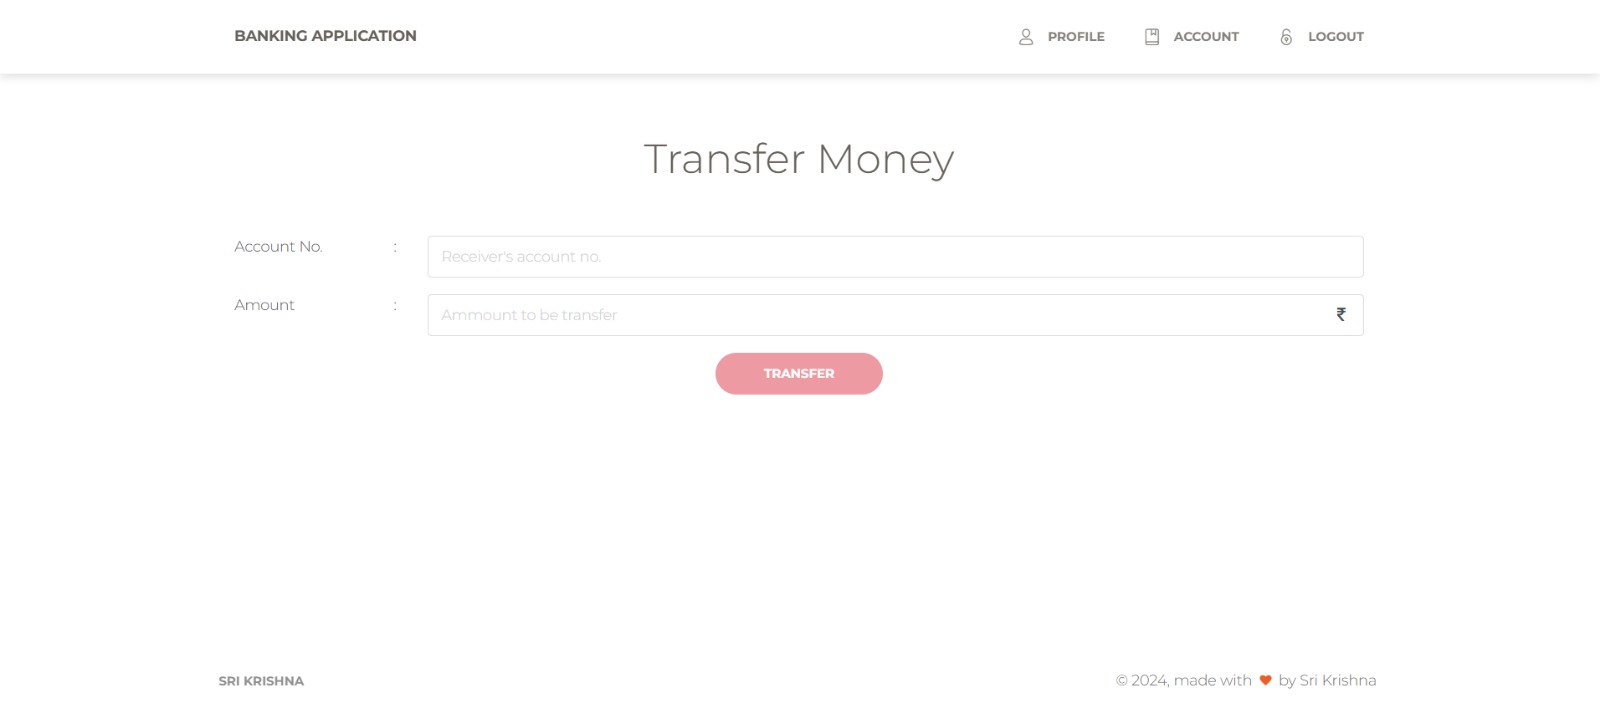 BANKING APPLICATION PROFILE ACCOUNT LOGOUT
Transfer Money
Account No. : Receiver's account no.
Amount : Ammount to be transfer ₹
TRANSFER
SRI KRISHNA © 2024, made with ❤ by Sri Krishna